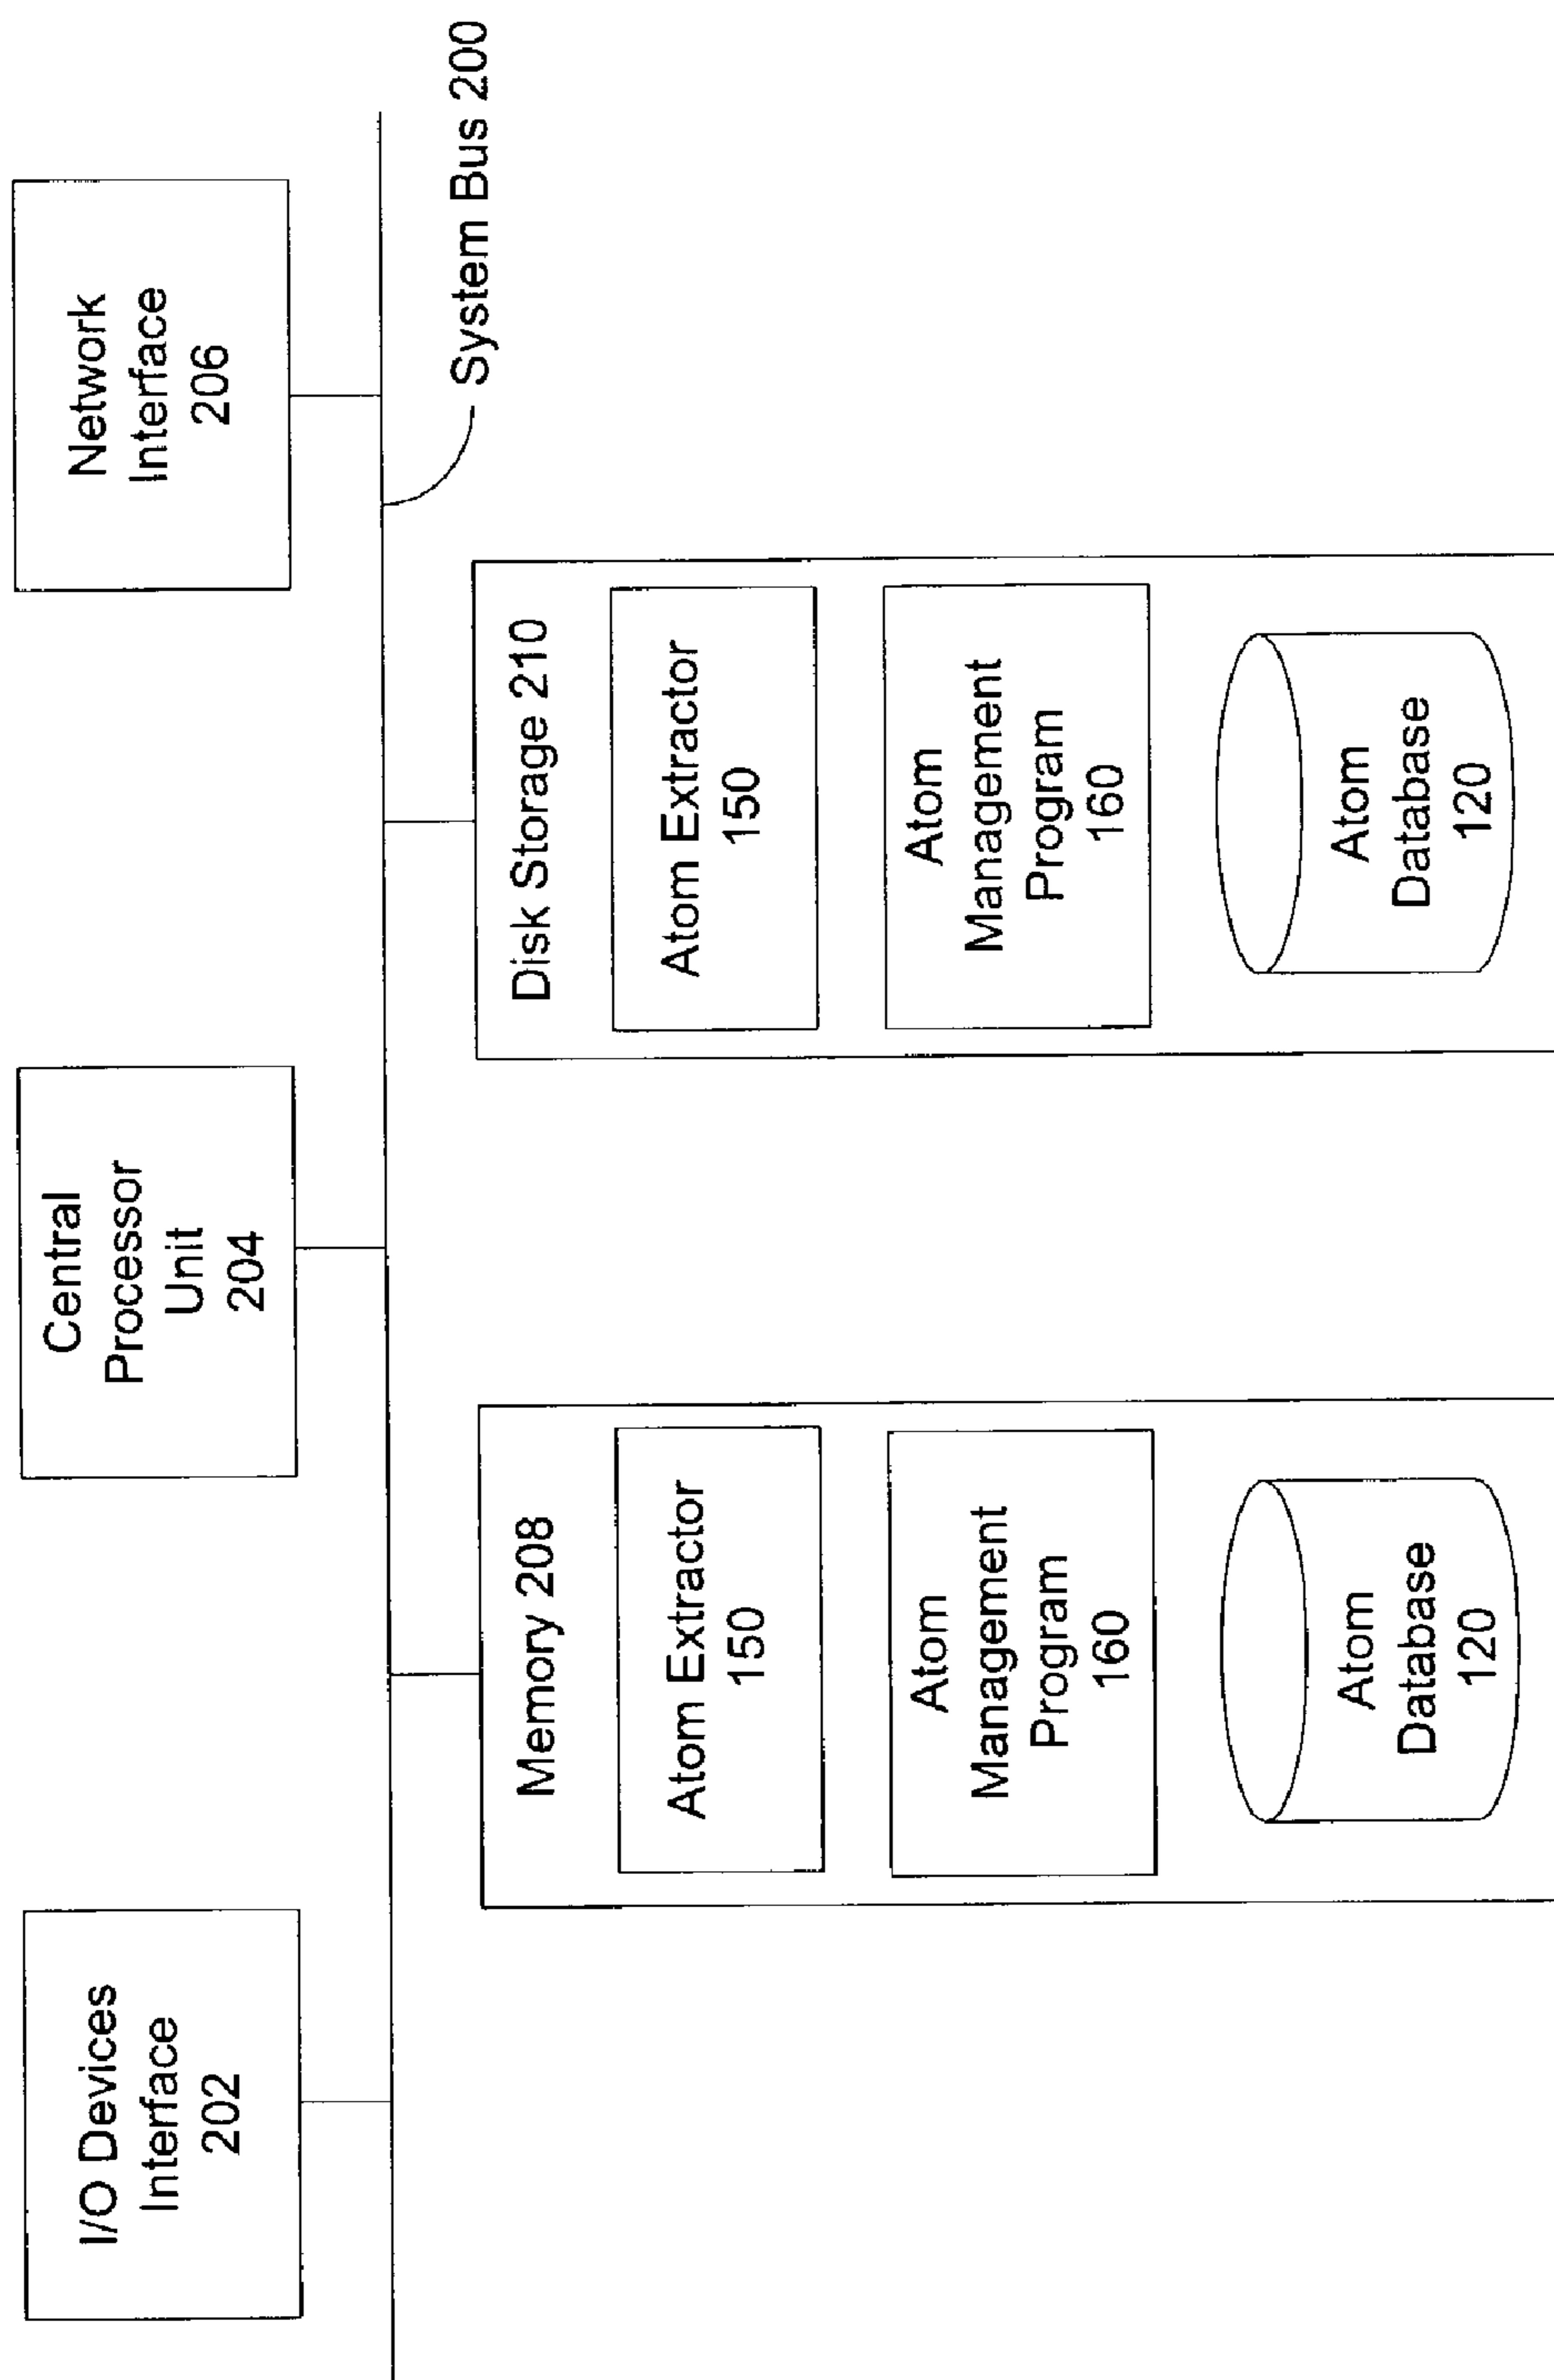 I/O Devices
Interface
202
Central
Processor
Unit
204
Network
Interface
206
System Bus 200
Memory 208
Atom Extractor
150
Atom
Management
Program
160
Atom
Database
120
Disk Storage 210
Atom Extractor
150
Atom
Management
Program
160
Atom
Database
120